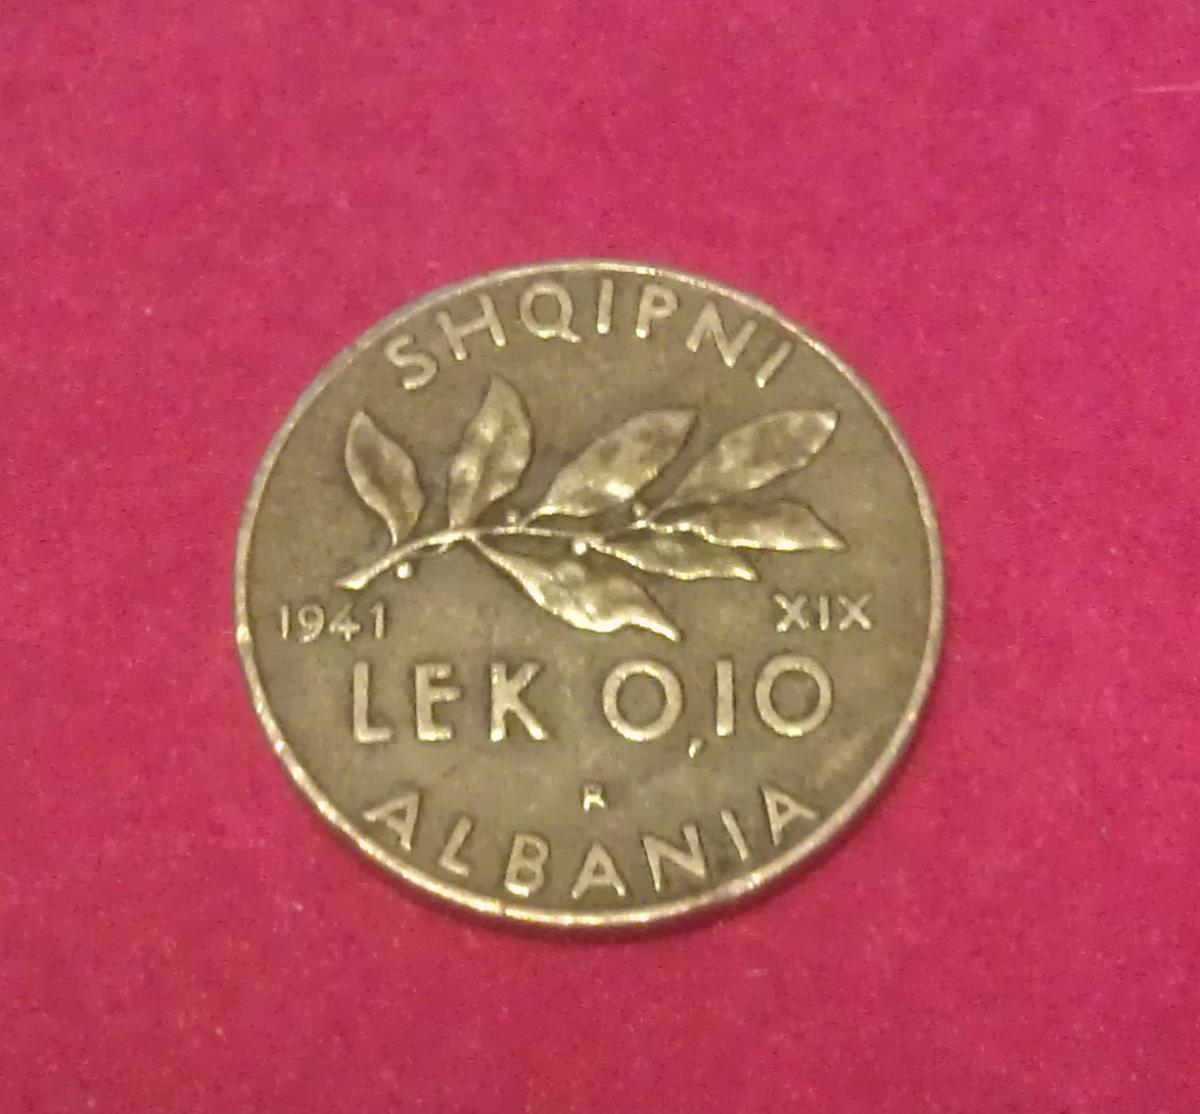 SHQIPNI
1941 XIX
LEK 0,10
R
ALBANIA